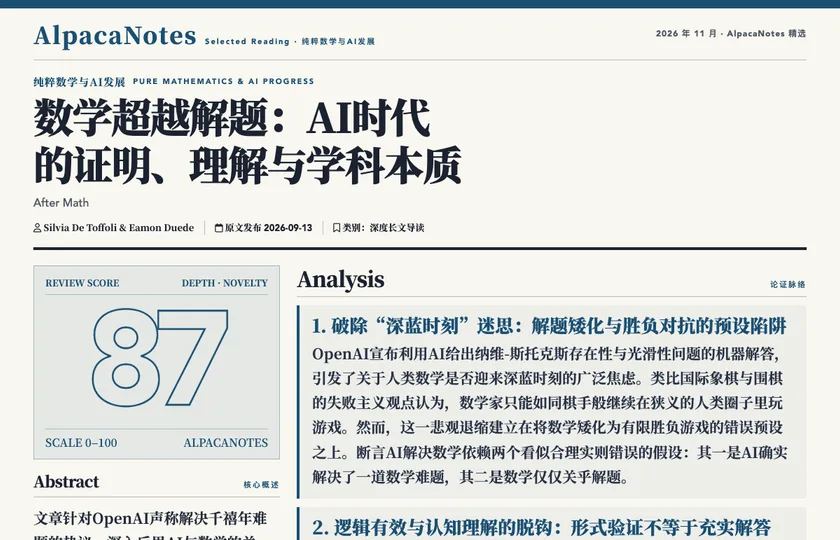 AlpacaNotes Selected Reading · 纯粹数学与AI发展
2026 年 11 月 · AlpacaNotes 精选
纯粹数学与AI发展 PURE MATHEMATICS & AI PROGRESS
数学超越解题：AI时代
的证明、理解与学科本质
After Math
Silvia De Toffoli & Eamon Duede 原文发布 2026-09-13 类别：深度长文导读
REVIEW SCORE DEPTH · NOVELTY
87
SCALE 0–100 ALPACANOTES
Abstract 核心概述
文章针对OpenAI声称解决千禧年难
Analysis 论证脉络
1. 破除“深蓝时刻”迷思：解题矮化与胜负对抗的预设陷阱
OpenAI宣布利用AI给出纳维-斯托克斯存在性与光滑性问题的机器解答，
引发了关于人类数学是否迎来深蓝时刻的广泛焦虑。类比国际象棋与围棋
的失败主义观点认为，数学家只能如同棋手般继续在狭义的人类圈子里玩
游戏。然而，这一悲观退缩建立在将数学矮化为有限胜负游戏的错误预设
之上。断言AI解决数学依赖两个看似合理实则错误的假设：其一是AI确实
解决了一道数学难题，其二是数学仅仅关乎解题。
2. 逻辑有效与认知理解的脱钩：形式验证不等于充实解答